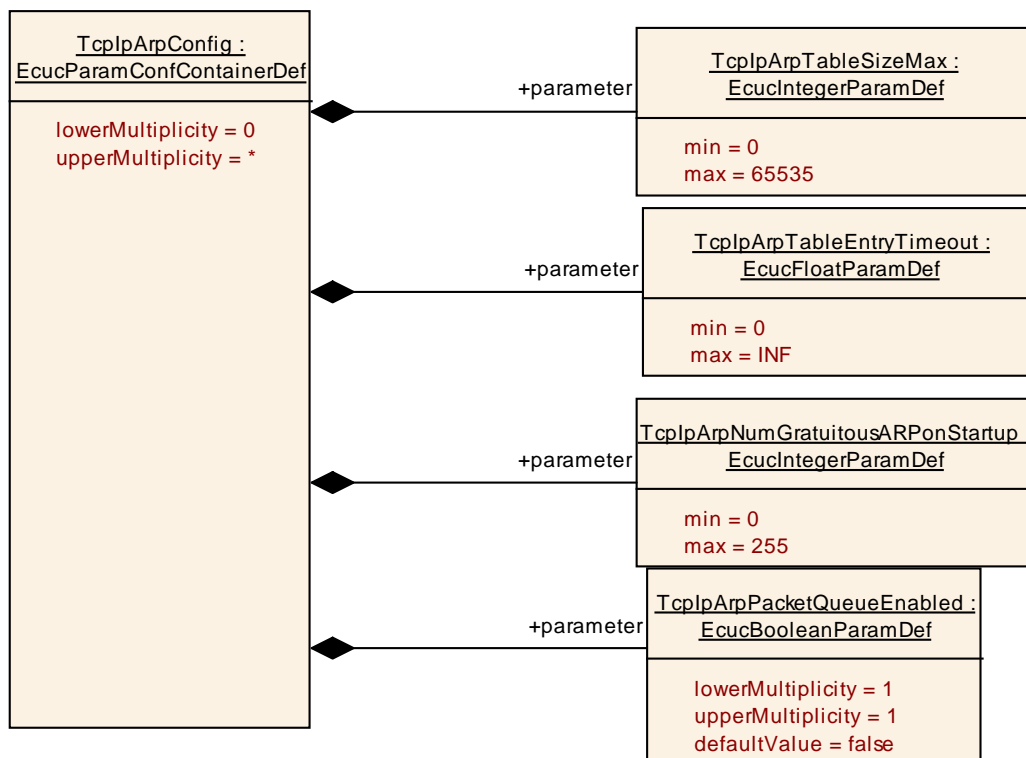 TcpIpArpConfig :
EcucParamConfContainerDef
lowerMultiplicity = 0
upperMultiplicity = *
+parameter
TcpIpArpTableSizeMax :
EcucIntegerParamDef
min = 0
max = 65535
+parameter
TcpIpArpTableEntryTimeout :
EcucFloatParamDef
min = 0
max = INF
+parameter
TcpIpArpNumGratuitousARPonStartup
EcucIntegerParamDef
min = 0
max = 255
+parameter
TcpIpArpPacketQueueEnabled :
EcucBooleanParamDef
lowerMultiplicity = 1
upperMultiplicity = 1
defaultValue = false